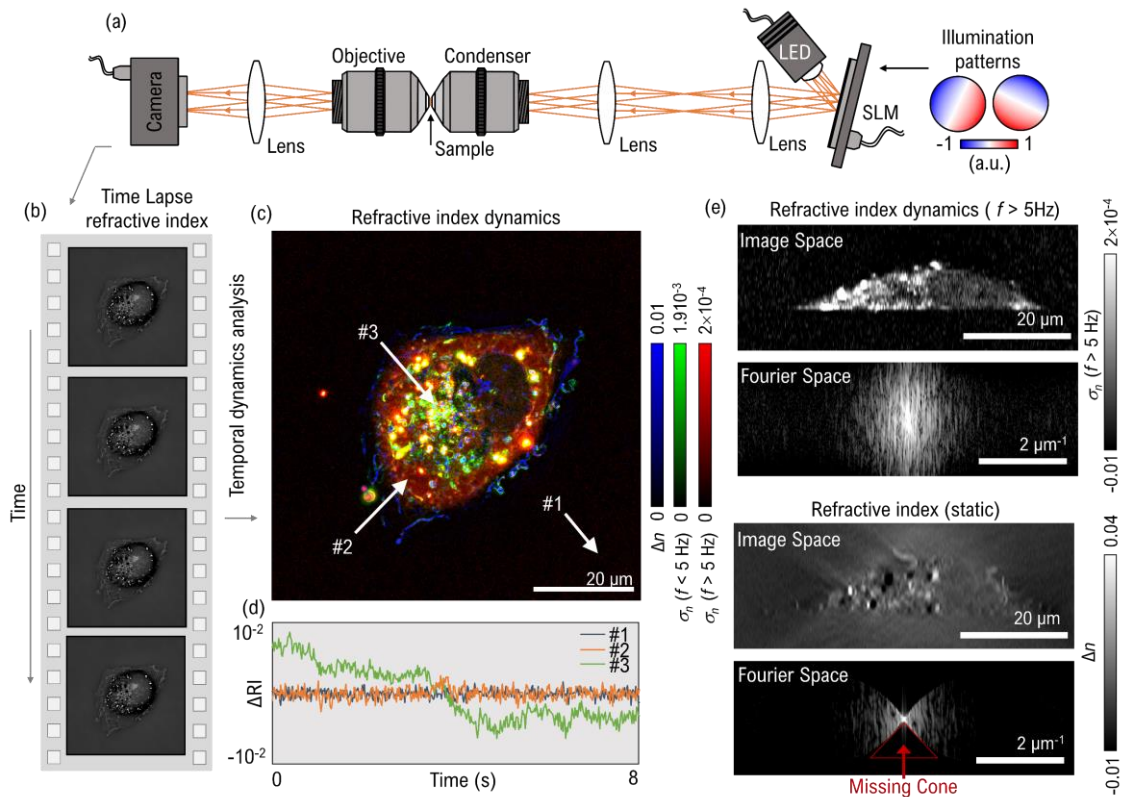 (a)
Camera
Lens
Objective
Condenser
Sample
Lens
Lens
LED
SLM
Illumination
patterns
-1
1
(a.u.)
(b)
Time Lapse
refractive index
Time
Temporal dynamics analysis
(c)
Refractive index dynamics
#3
#2
#1
20 µm
0
Δn
0.01
0
σn (f < 5 Hz)
1.910-3
0
σn (f > 5 Hz)
2×10-4
(d)
10-2
ΔRI
-10-2
#1
#2
#3
0
Time (s)
8
(e)
Refractive index dynamics ( f > 5Hz)
Image Space
20 µm
Fourier Space
2 µm-1
-0.01
σn (f > 5 Hz)
2×10-4
Refractive index (static)
Image Space
20 µm
Fourier Space
2 µm-1
Missing Cone
-0.01
Δn
0.04